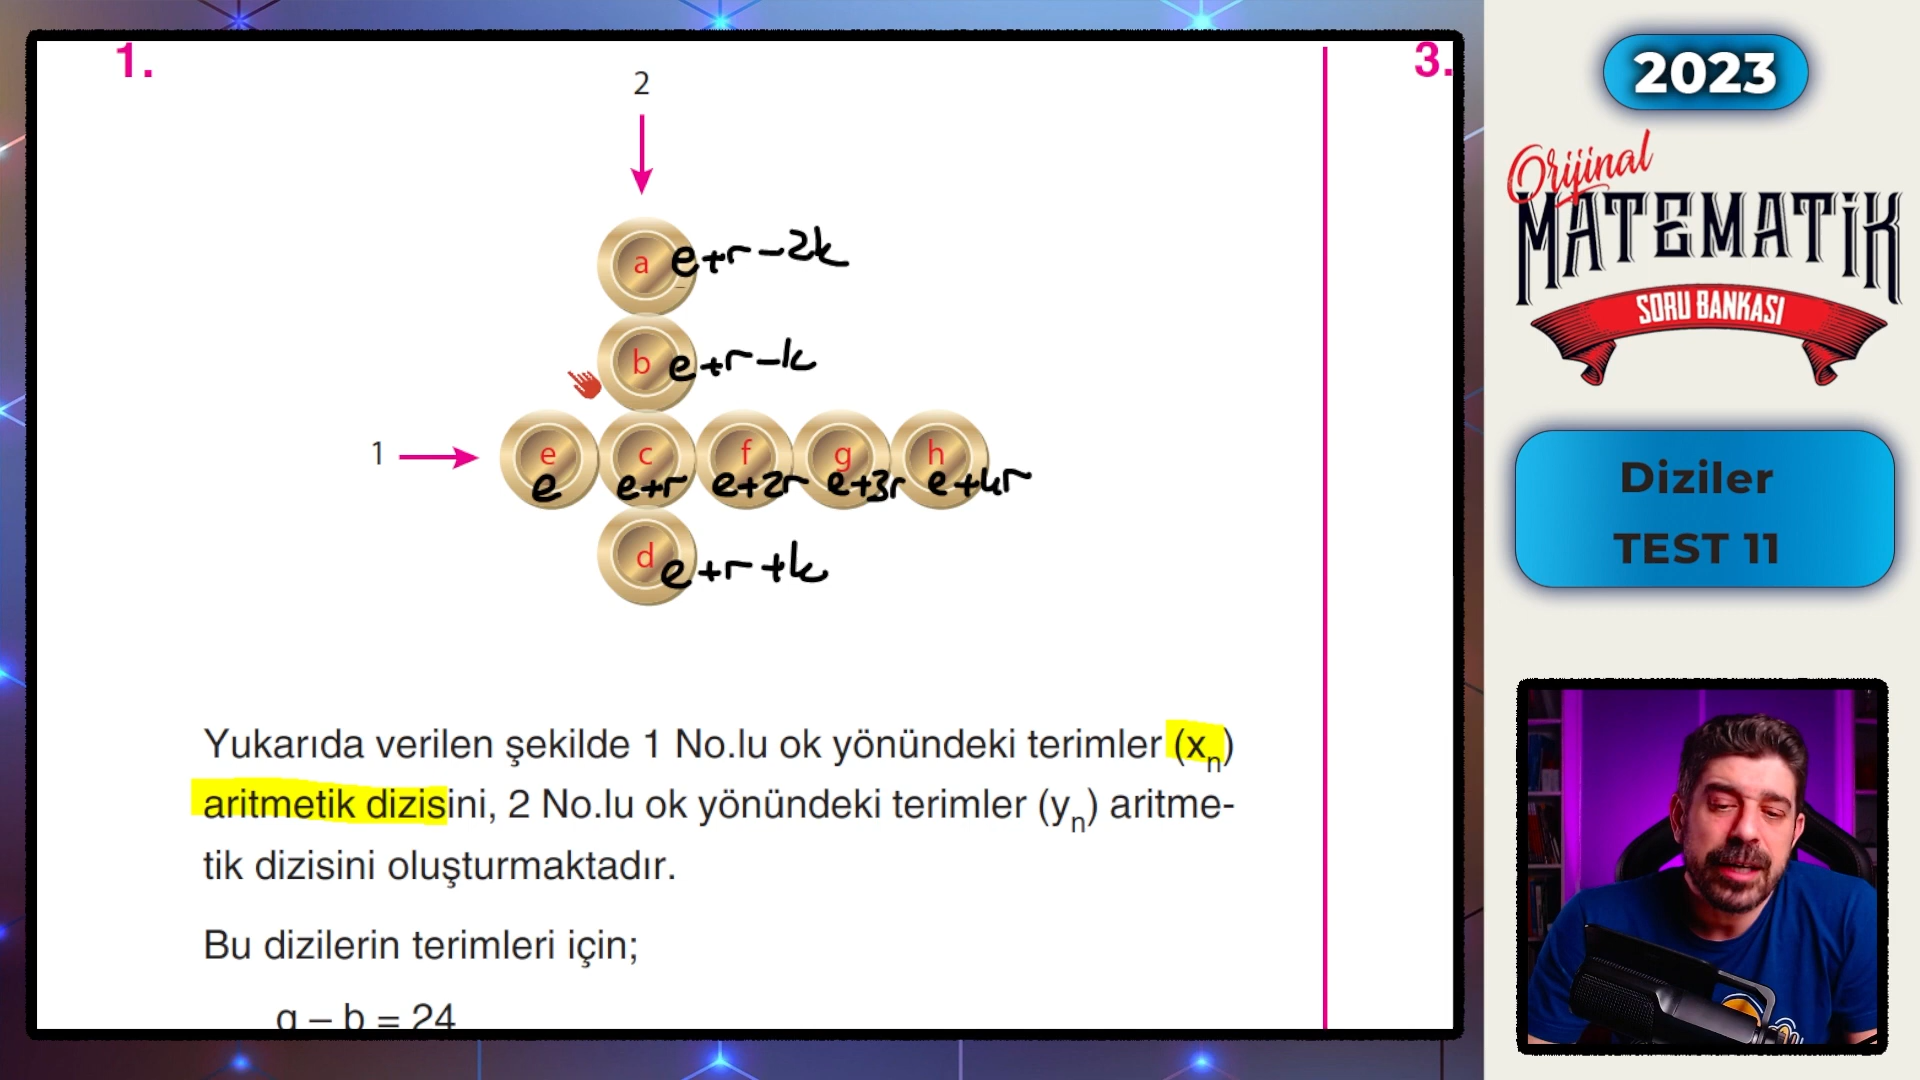 1.
3.
2
a e+r-2k
b e+r-k
1
e c f g h
e e+r e+2r e+3r e+4r
d e+r+k
Yukarıda verilen şekilde 1 No.lu ok yönündeki terimler (xn)
aritmetik dizisini, 2 No.lu ok yönündeki terimler (yn) aritme-
tik dizisini oluşturmaktadır.
Bu dizilerin terimleri için;
g – b = 24
2023
Orijinal
MATEMATİK
SORU BANKASI
Diziler
TEST 11